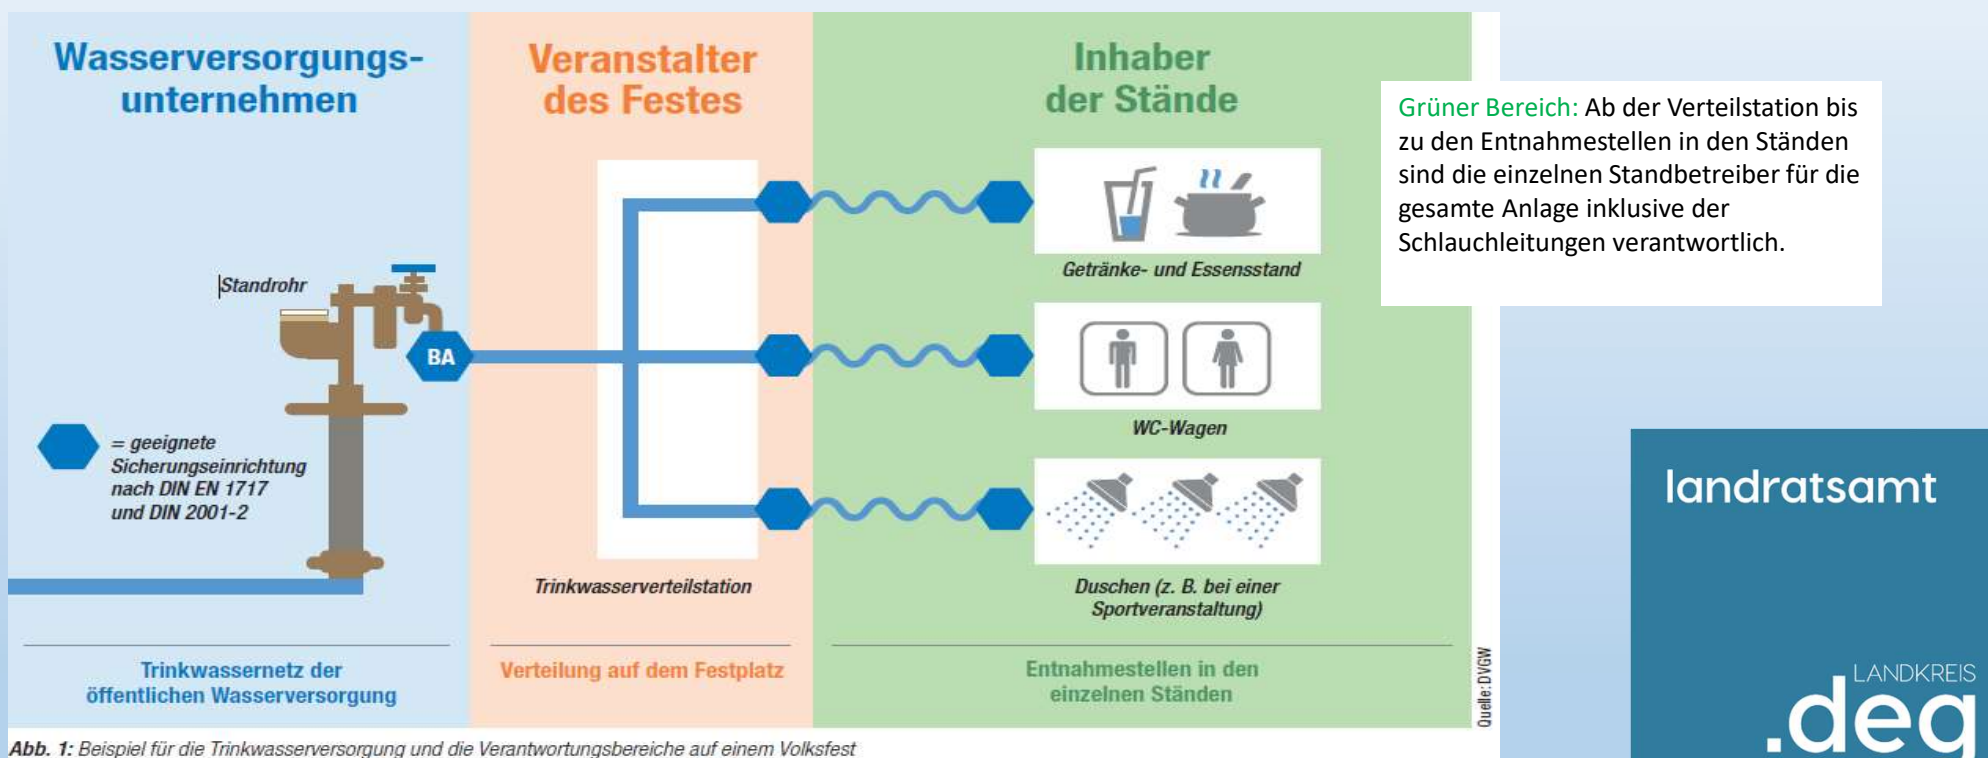 Wasserversorgungs-
unternehmen
Veranstalter
des Festes
Inhaber
der Stände
Grüner Bereich: Ab der Verteilstation bis
zu den Entnahmestellen in den Ständen
sind die einzelnen Standbetreiber für die
gesamte Anlage inklusive der
Schlauchleitungen verantwortlich.
Standrohr
BA
= geeignete
Sicherungseinrichtung
nach DIN EN 1717
und DIN 2001-2
Getränke- und Essensstand
WC-Wagen
Trinkwasserverteilstation
Duschen (z. B. bei einer
Sportveranstaltung)
Trinkwassernetz der
öffentlichen Wasserversorgung
Verteilung auf dem Festplatz
Entnahmestellen in den
einzelnen Ständen
Quelle: DVGW
Abb. 1: Beispiel für die Trinkwasserversorgung und die Verantwortungsbereiche auf einem Volksfest
landratsamt
LANDKREIS
.deg